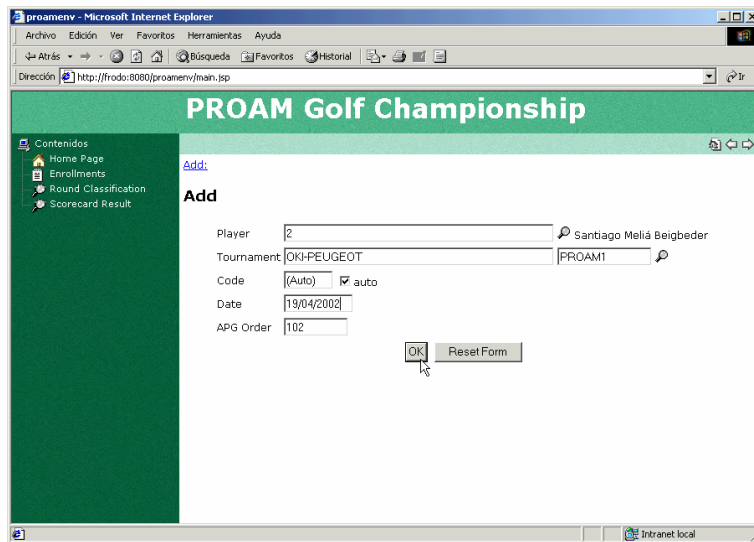 proamenv - Microsoft Internet Explorer
Archivo Edición Ver Favoritos Herramientas Ayuda
Atrás Búsqueda Favoritos Historial
Dirección http://frodo:8080/proamenv/main.jsp Ir
PROAM Golf Championship
Contenidos
Home Page
Enrollments
Round Classification
Scorecard Result
Add:
Add
Player 2 Santiago Meliá Beigbeder
Tournament OKI-PEUGEOT PROAM1
Code (Auto) auto
Date 19/04/2002
APG Order 102
OK Reset Form
Intranet local